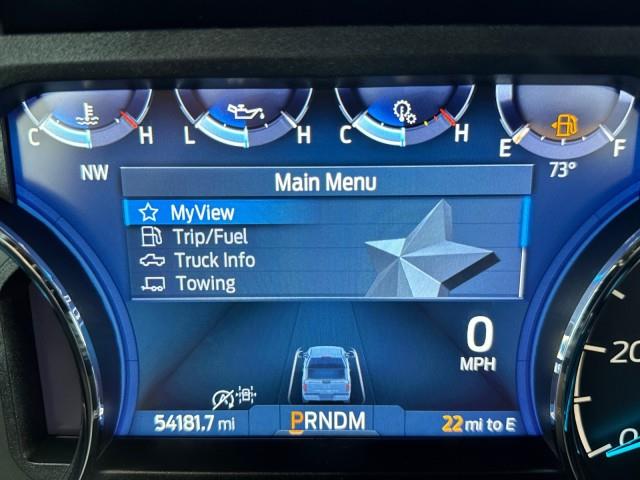 C H L H C H E F
NW 73°
Main Menu
MyView
Trip/Fuel
Truck Info
Towing
0
MPH
54181.7 mi PRNDM 22 mi to E
20
0